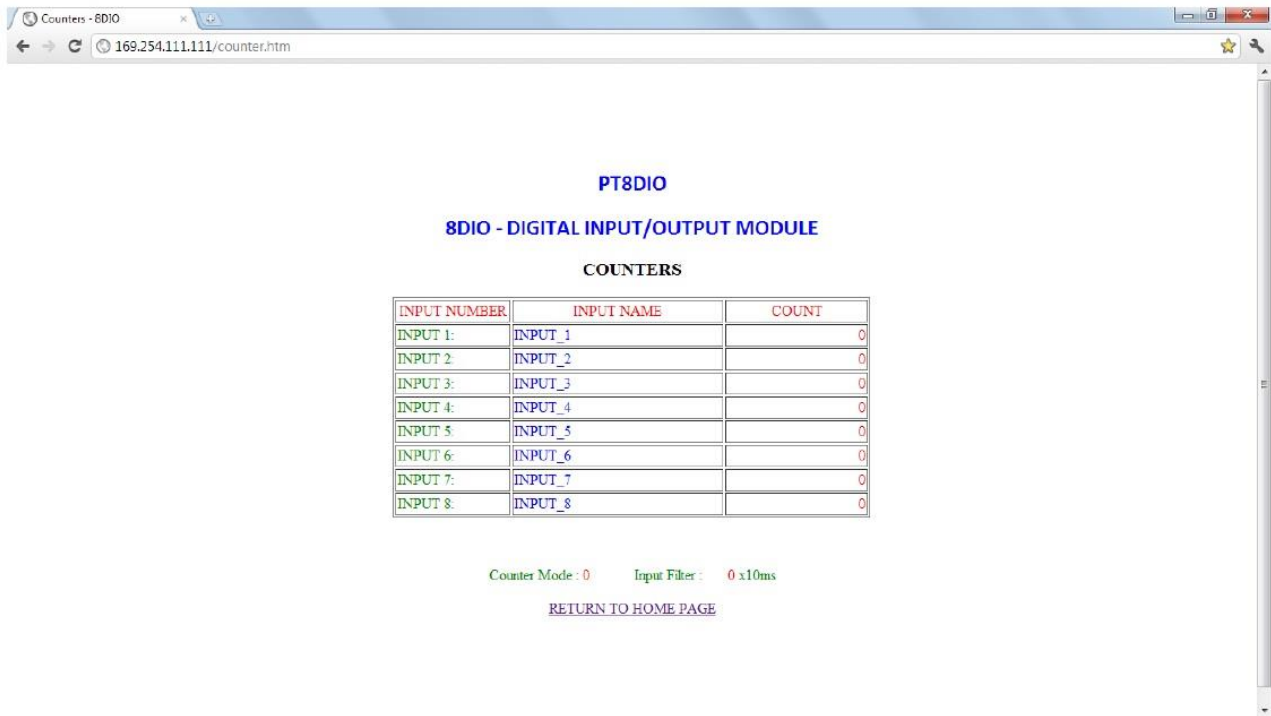 Counters - 8DIO
169.254.111.111/counter.htm
PT8DIO
8DIO - DIGITAL INPUT/OUTPUT MODULE
COUNTERS
INPUT NUMBER INPUT NAME COUNT
INPUT 1: INPUT_1 0
INPUT 2: INPUT_2 0
INPUT 3: INPUT_3 0
INPUT 4: INPUT_4 0
INPUT 5: INPUT_5 0
INPUT 6: INPUT_6 0
INPUT 7: INPUT_7 0
INPUT 8: INPUT_8 0
Counter Mode : 0 Input Filter : 0 x10ms
RETURN TO HOME PAGE